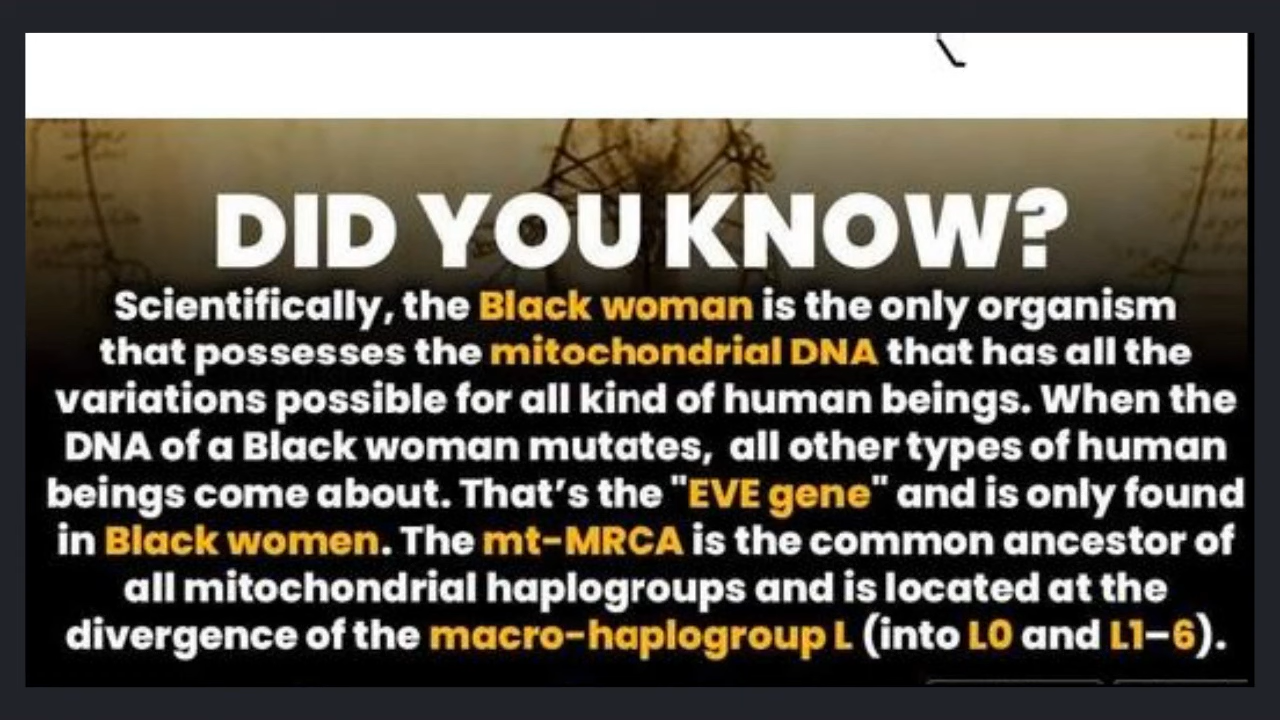 DID YOU KNOW?
Scientifically, the Black woman is the only organism
that possesses the mitochondrial DNA that has all the
variations possible for all kind of human beings. When the
DNA of a Black woman mutates, all other types of human
beings come about. That's the "EVE gene" and is only found
in Black women. The mt-MRCA is the common ancestor of
all mitochondrial haplogroups and is located at the
divergence of the macro-haplogroup L (into L0 and L1–6).